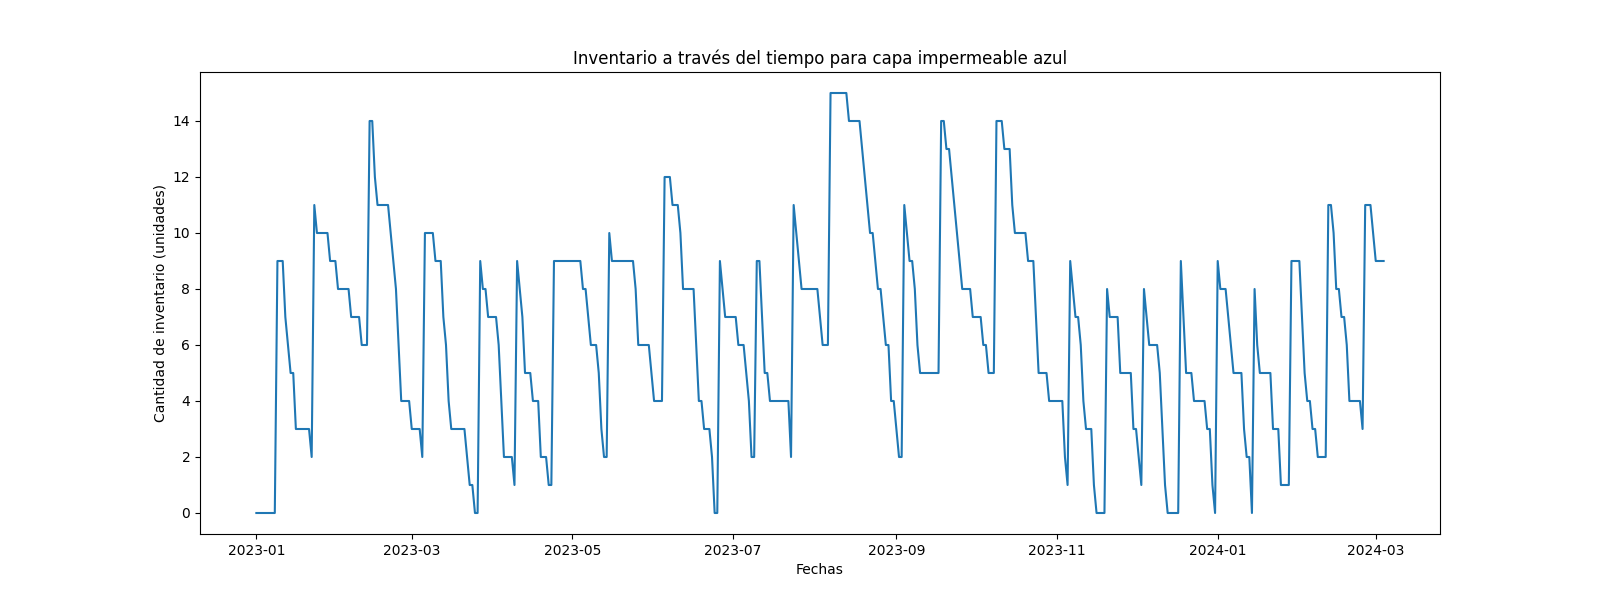 Inventario a través del tiempo para capa impermeable azul
Cantidad de inventario (unidades)
14
12
10
8
6
4
2
0
2023-01 2023-03 2023-05 2023-07 2023-09 2023-11 2024-01 2024-03
Fechas